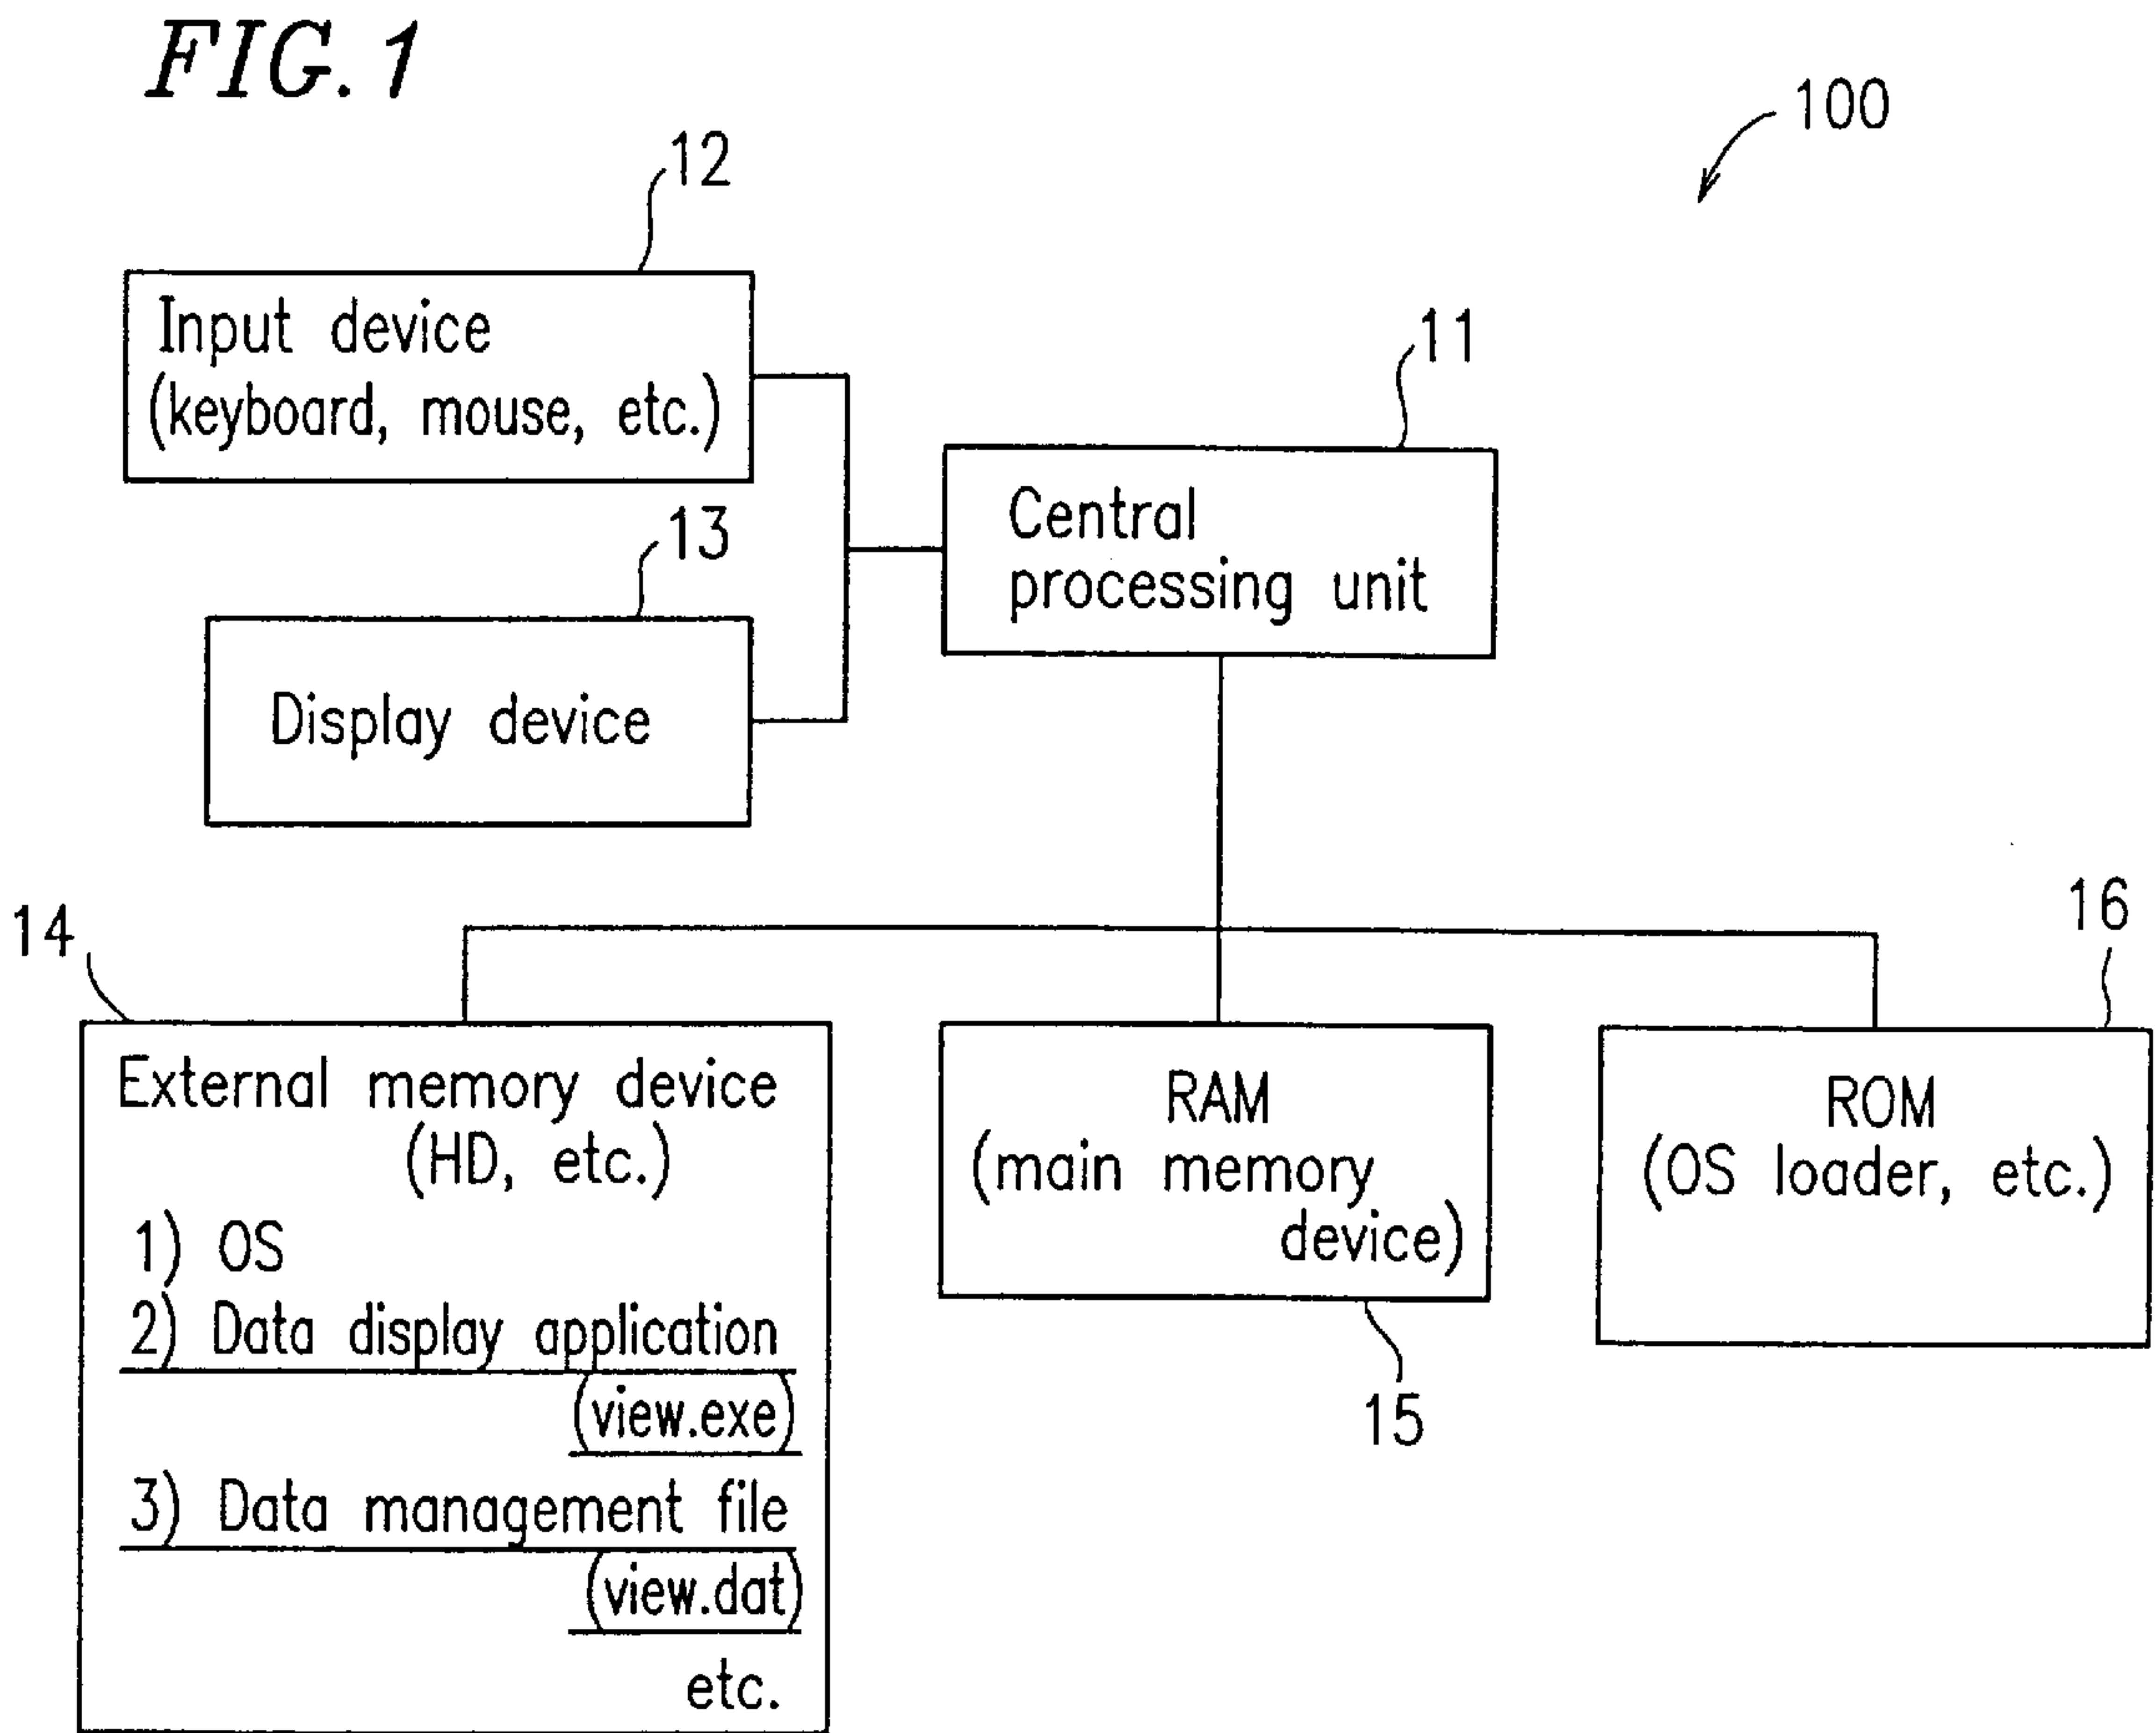 FIG. 1
100
12
Input device
(keyboard, mouse, etc.)
11
Central
processing unit
13
Display device
14
External memory device
(HD, etc.)
1) OS
2) Data display application
(view.exe)
3) Data management file
(view.dat)
etc.
RAM
(main memory
device)
15
16
ROM
(OS loader, etc.)